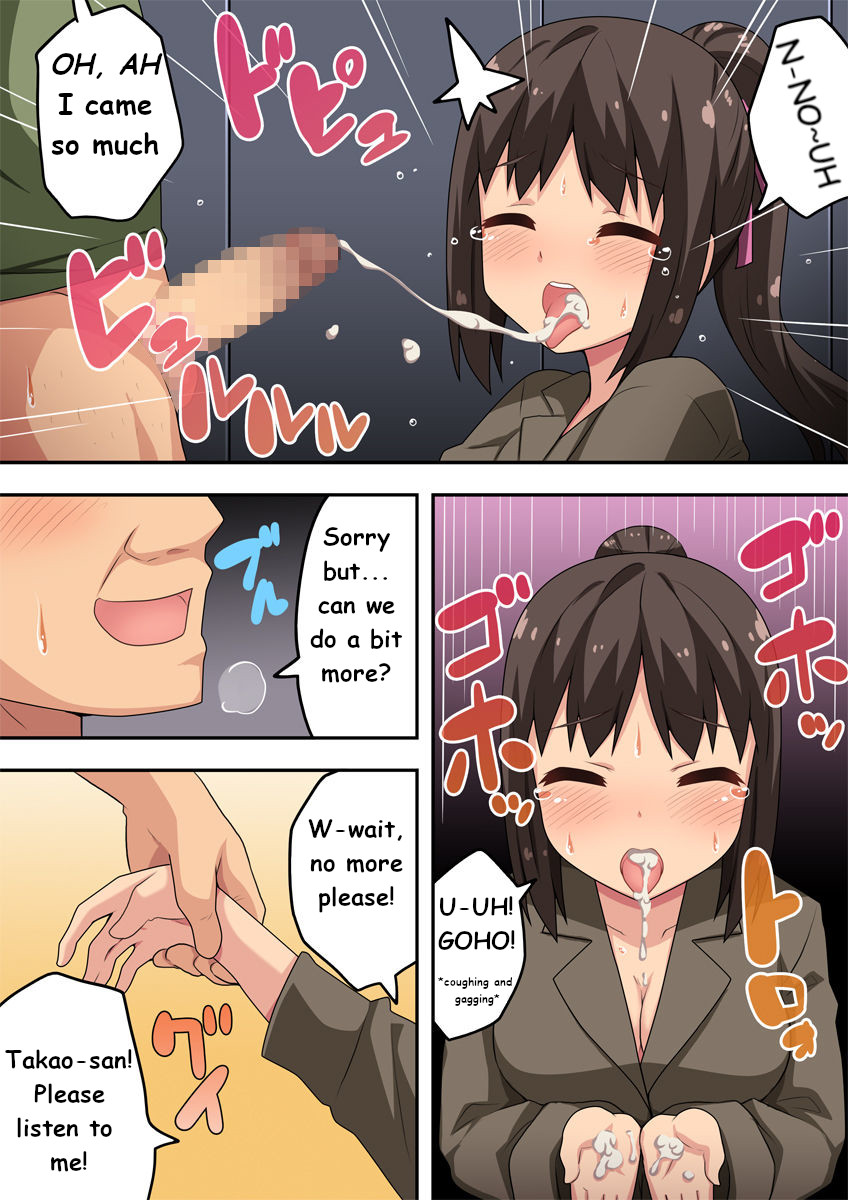 OH, AH
I came
so much
ドピュ
N-NO~UH
ビュルルルル
Sorry
but...
can we
do a bit
more?
ブル
ゴホッ
ゴホッ
W-wait,
no more
please!
U-UH!
GOHO!
*coughing and
gagging*
トロォ
グイ
Takao-san!
Please
listen to
me!